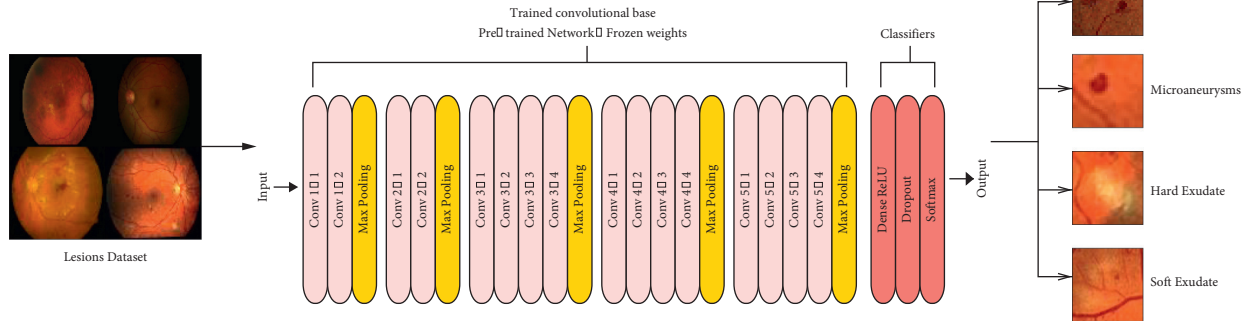 Trained convolutional base
Pre▯ trained Network▯ Frozen weights
Classifiers
Lesions Dataset
Input
Conv 1▯ 1
Conv 1▯ 2
Max Pooling
Conv 2▯ 1
Conv 2▯ 2
Max Pooling
Conv 3▯ 1
Conv 3▯ 2
Conv 3▯ 3
Conv 3▯ 4
Max Pooling
Conv 4▯ 1
Conv 4▯ 2
Conv 4▯ 3
Conv 4▯ 4
Max Pooling
Conv 5▯ 1
Conv 5▯ 2
Conv 5▯ 3
Conv 5▯ 4
Max Pooling
Dense ReLU
Dropout
Softmax
Output
Microaneurysms
Hard Exudate
Soft Exudate